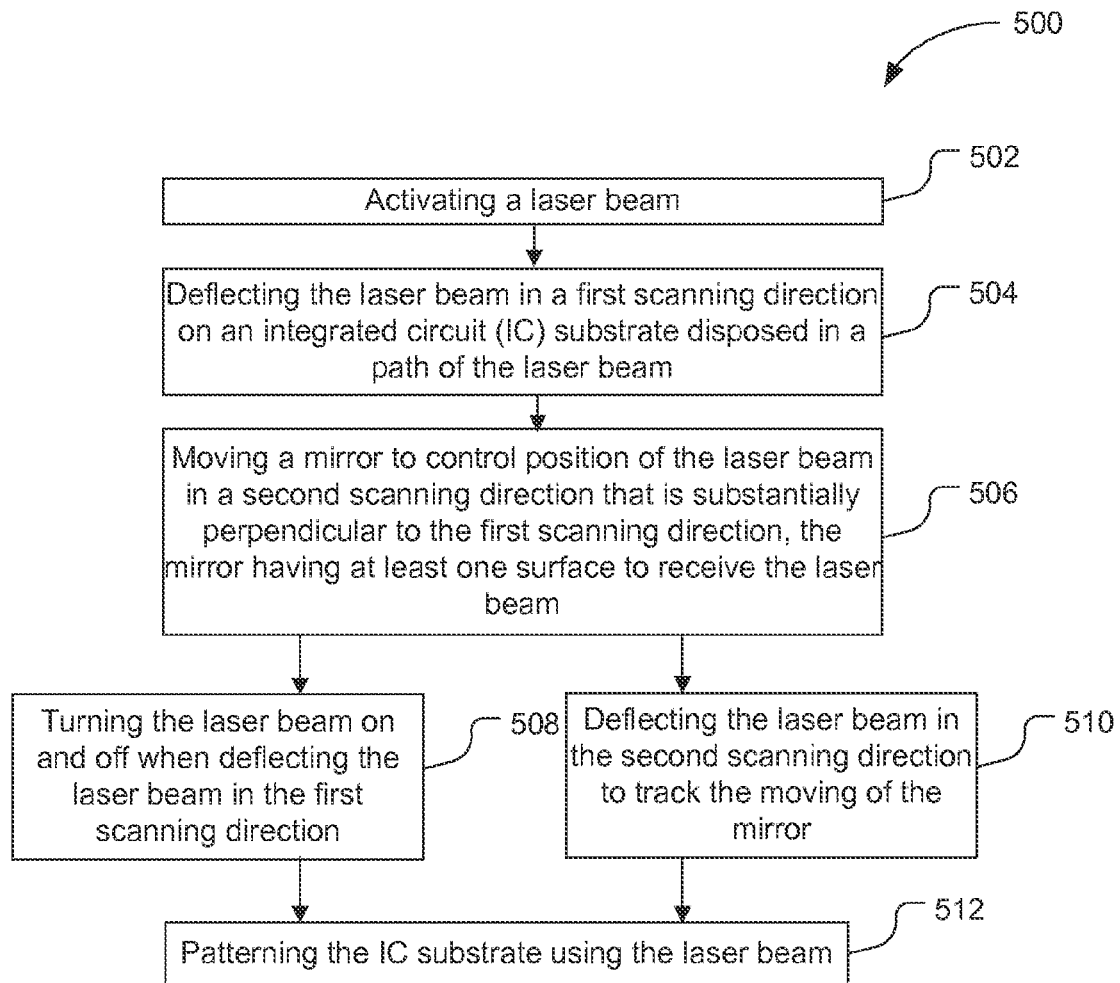 500
502
Activating a laser beam
Deflecting the laser beam in a first scanning direction
on an integrated circuit (IC) substrate disposed in a
path of the laser beam
504
Moving a mirror to control position of the laser beam
in a second scanning direction that is substantially
perpendicular to the first scanning direction, the
mirror having at least one surface to receive the laser
beam
506
Turning the laser beam on
and off when deflecting the
laser beam in the first
scanning direction
508
Deflecting the laser beam in
the second scanning direction
to track the moving of the
mirror
510
512
Patterning the IC substrate using the laser beam